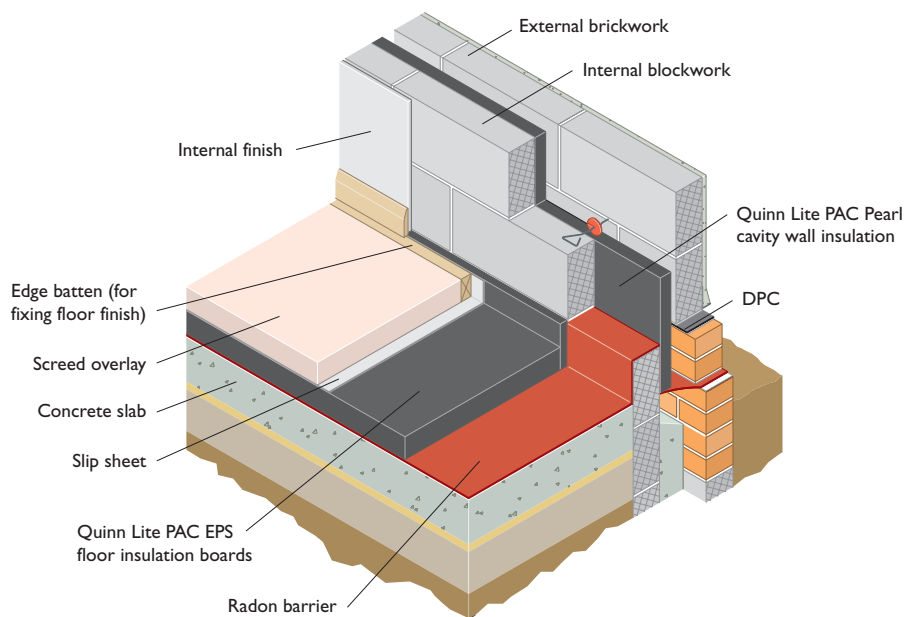 External brickwork
Internal blockwork
Internal finish
Quinn Lite PAC Pearl
cavity wall insulation
Edge batten (for
fixing floor finish)
DPC
Screed overlay
Concrete slab
Slip sheet
Quinn Lite PAC EPS
floor insulation boards
Radon barrier